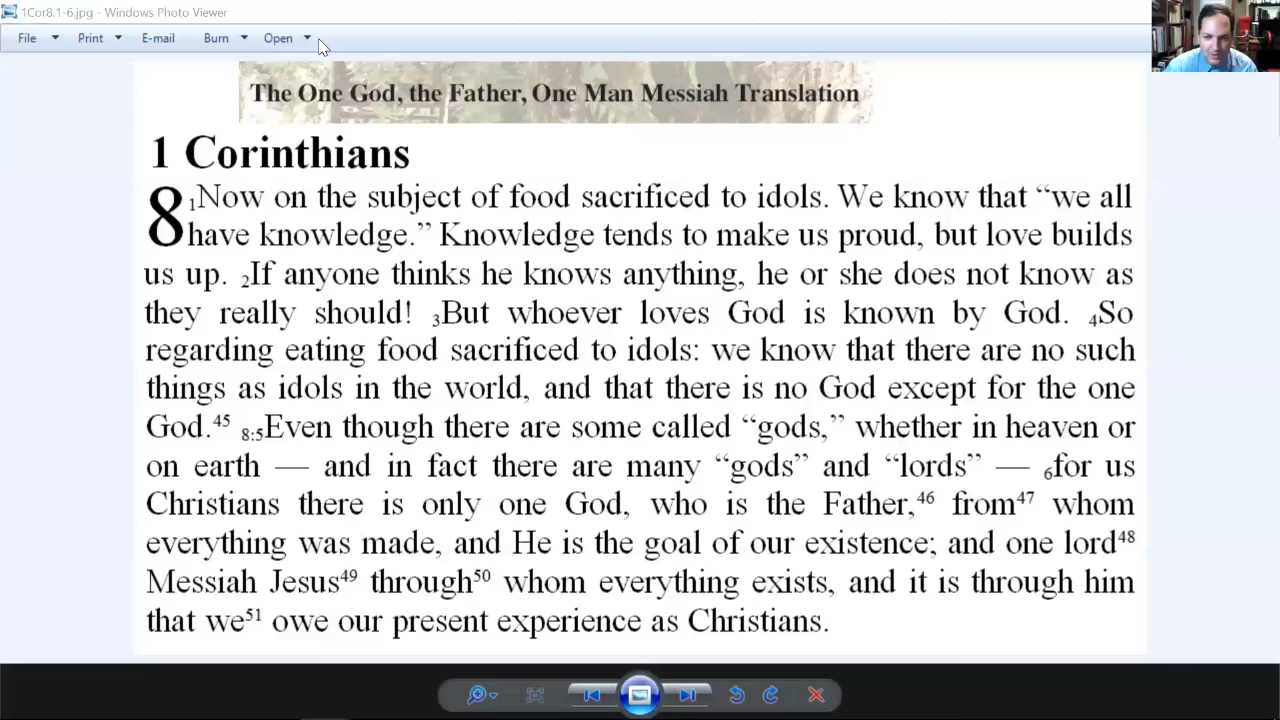 1Cor8.1-6.jpg - Windows Photo Viewer
File Print E-mail Burn Open
The One God, the Father, One Man Messiah Translation
1 Corinthians
8 1Now on the subject of food sacrificed to idols. We know that “we all
have knowledge.” Knowledge tends to make us proud, but love builds
us up. 2If anyone thinks he knows anything, he or she does not know as
they really should! 3But whoever loves God is known by God. 4So
regarding eating food sacrificed to idols: we know that there are no such
things as idols in the world, and that there is no God except for the one
God.45 8:5Even though there are some called “gods,” whether in heaven or
on earth — and in fact there are many “gods” and “lords” — 6for us
Christians there is only one God, who is the Father,46 from47 whom
everything was made, and He is the goal of our existence; and one lord48
Messiah Jesus49 through50 whom everything exists, and it is through him
that we51 owe our present experience as Christians.